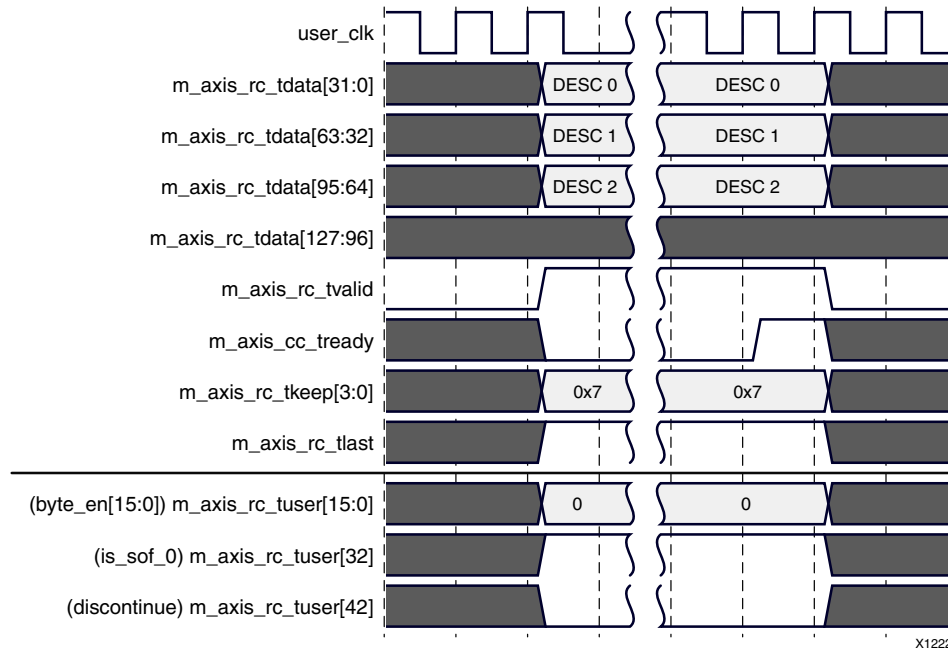 user_clk
m_axis_rc_tdata[31:0] DESC 0 DESC 0
m_axis_rc_tdata[63:32] DESC 1 DESC 1
m_axis_rc_tdata[95:64] DESC 2 DESC 2
m_axis_rc_tdata[127:96]
m_axis_rc_tvalid
m_axis_cc_tready
m_axis_rc_tkeep[3:0] 0x7 0x7
m_axis_rc_tlast
(byte_en[15:0]) m_axis_rc_tuser[15:0] 0 0
(is_sof_0) m_axis_rc_tuser[32]
(discontinue) m_axis_rc_tuser[42]
X1222